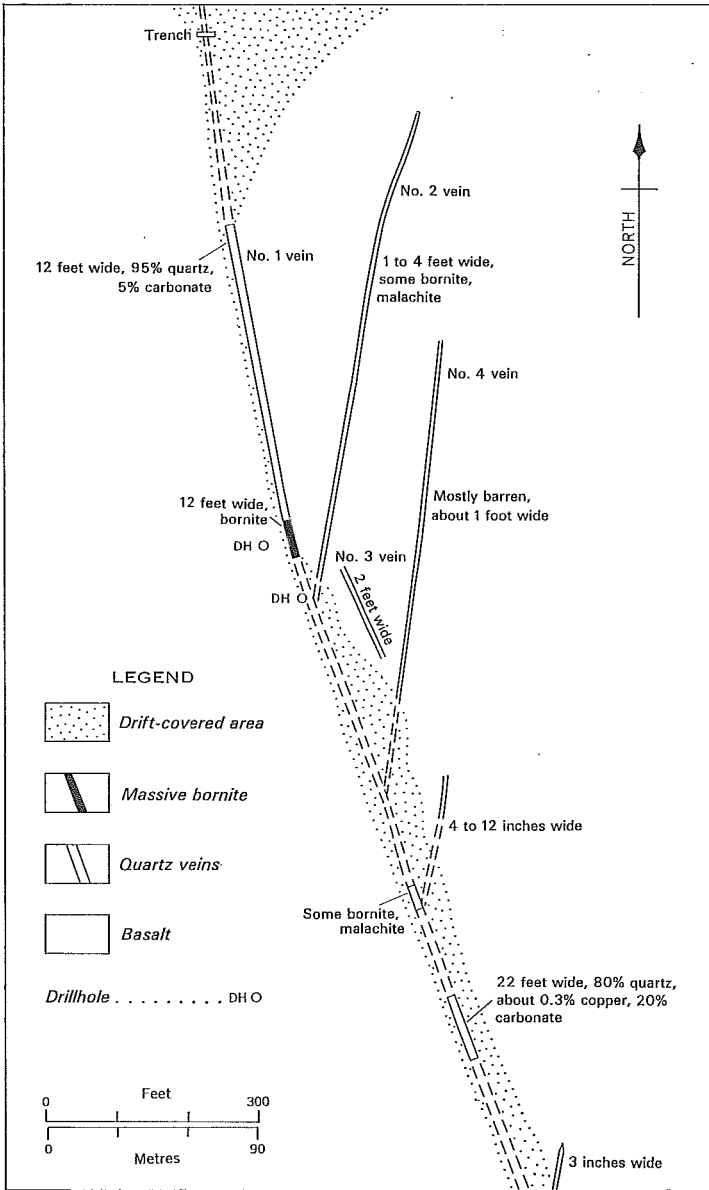 Trench
No. 2 vein
NORTH
No. 1 vein
12 feet wide, 95% quartz,
5% carbonate
1 to 4 feet wide,
some bornite,
malachite
No. 4 vein
Mostly barren,
about 1 foot wide
12 feet wide,
bornite
DH O
No. 3 vein
2 feet wide
DH O
LEGEND
Drift-covered area
Massive bornite
Quartz veins
Basalt
Drillhole . . . . . . . . . DH O
4 to 12 inches wide
Some bornite,
malachite
22 feet wide, 80% quartz,
about 0.3% copper, 20%
carbonate
Feet
0 300
0 90
Metres
3 inches wide